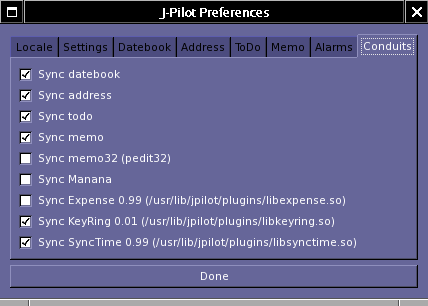 J-Pilot Preferences
Locale Settings Datebook Address ToDo Memo Alarms Conduits
Sync datebook
Sync address
Sync todo
Sync memo
Sync memo32 (pedit32)
Sync Manana
Sync Expense 0.99 (/usr/lib/jpilot/plugins/libexpense.so)
Sync KeyRing 0.01 (/usr/lib/jpilot/plugins/libkeyring.so)
Sync SyncTime 0.99 (/usr/lib/jpilot/plugins/libsynctime.so)
Done